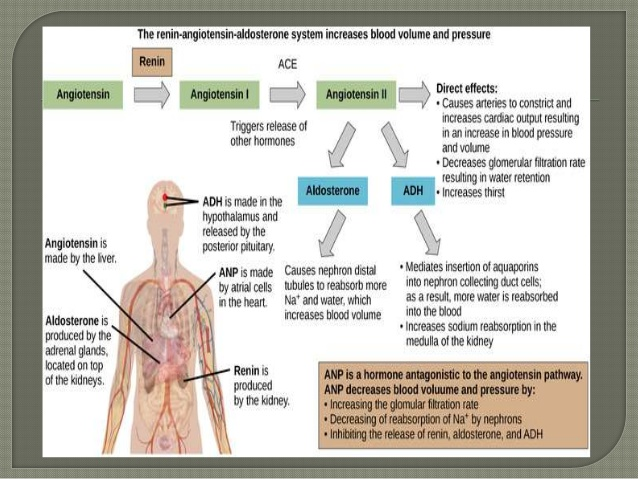 The renin-angiotensin-aldosterone system increases blood volume and pressure
Renin
ACE
Angiotensin
Angiotensin I
Angiotensin II
Direct effects:
• Causes arteries to constrict and
increases cardiac output resulting
in an increase in blood pressure
and volume
• Decreases glomerular filtration rate
resulting in water retention
• Increases thirst
Triggers release of
other hormones
Aldosterone
ADH
ADH is made in the
hypothalamus and
released by the
posterior pituitary.
Angiotensin is
made by the liver.
ANP is made
by atrial cells
in the heart.
Causes nephron distal
tubules to reabsorb more
Na⁺ and water, which
increases blood volume
• Mediates insertion of aquaporins
into nephron collecting duct cells;
as a result, more water is reabsorbed
into the blood
• Increases sodium reabsorption in the
medulla of the kidney
Aldosterone is
produced by the
adrenal glands,
located on top
of the kidneys.
Renin is
produced
by the kidney.
ANP is a hormone antagonistic to the angiotensin pathway.
ANP decreases blood voluume and pressure by:
• Increasing the glomular filtration rate
• Decreasing of reabsorption of Na⁺ by nephrons
• Inhibiting the release of renin, aldosterone, and ADH